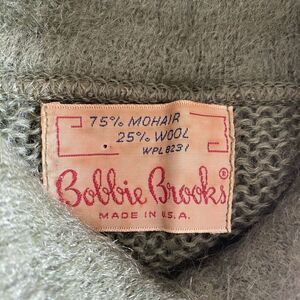 75% MOHAIR
25% WOOL
WPL 8231
Bobbie Brooks
MADE IN U.S.A.